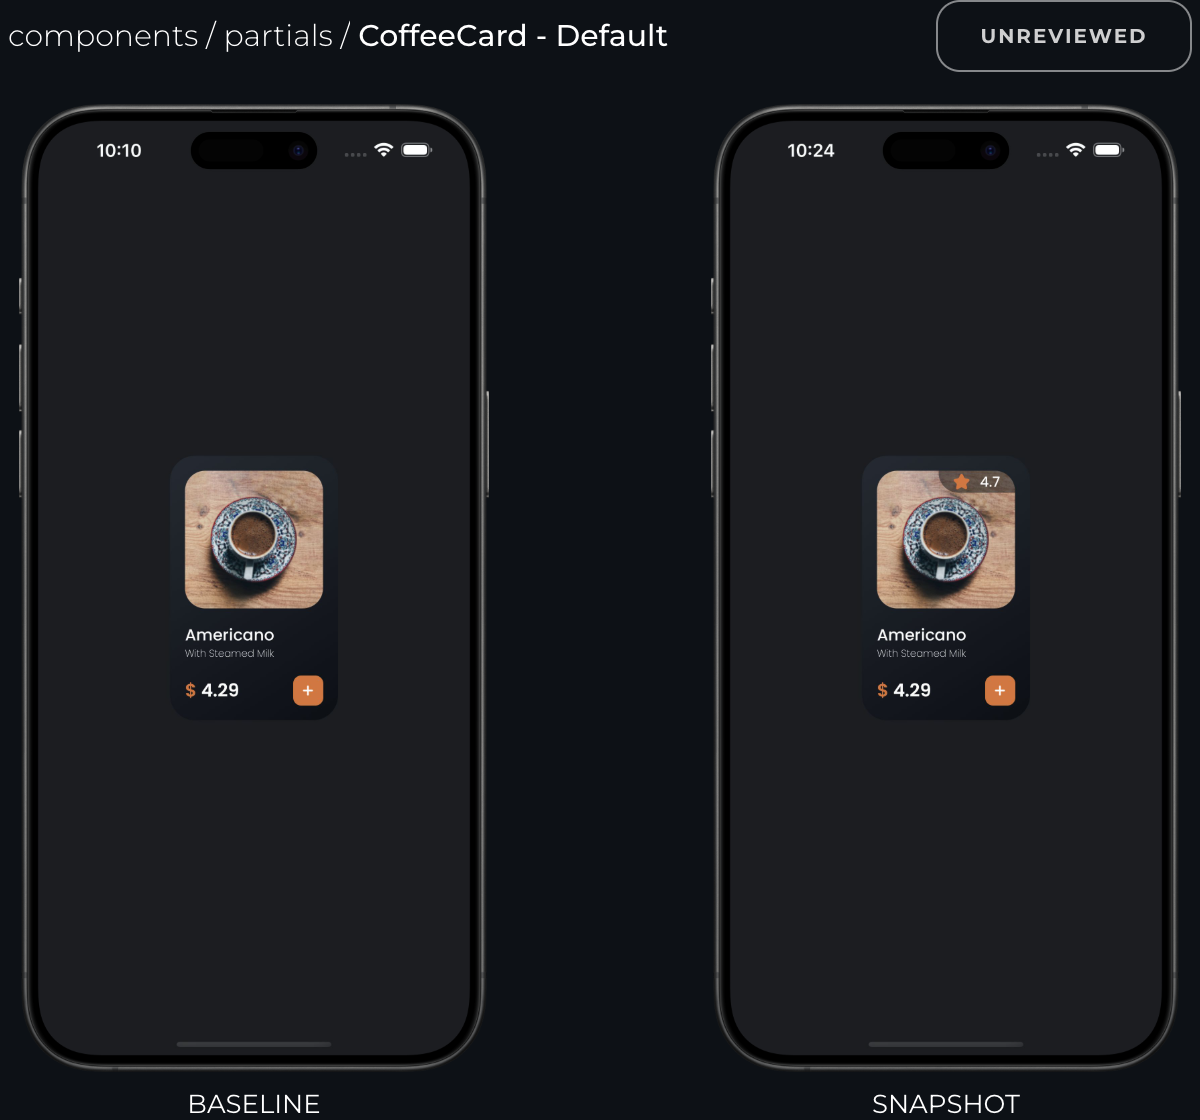 components / partials / CoffeeCard - Default
UNREVIEWED
10:10
Americano
With Steamed Milk
$ 4.29
+
BASELINE
10:24
4.7
Americano
With Steamed Milk
$ 4.29
+
SNAPSHOT